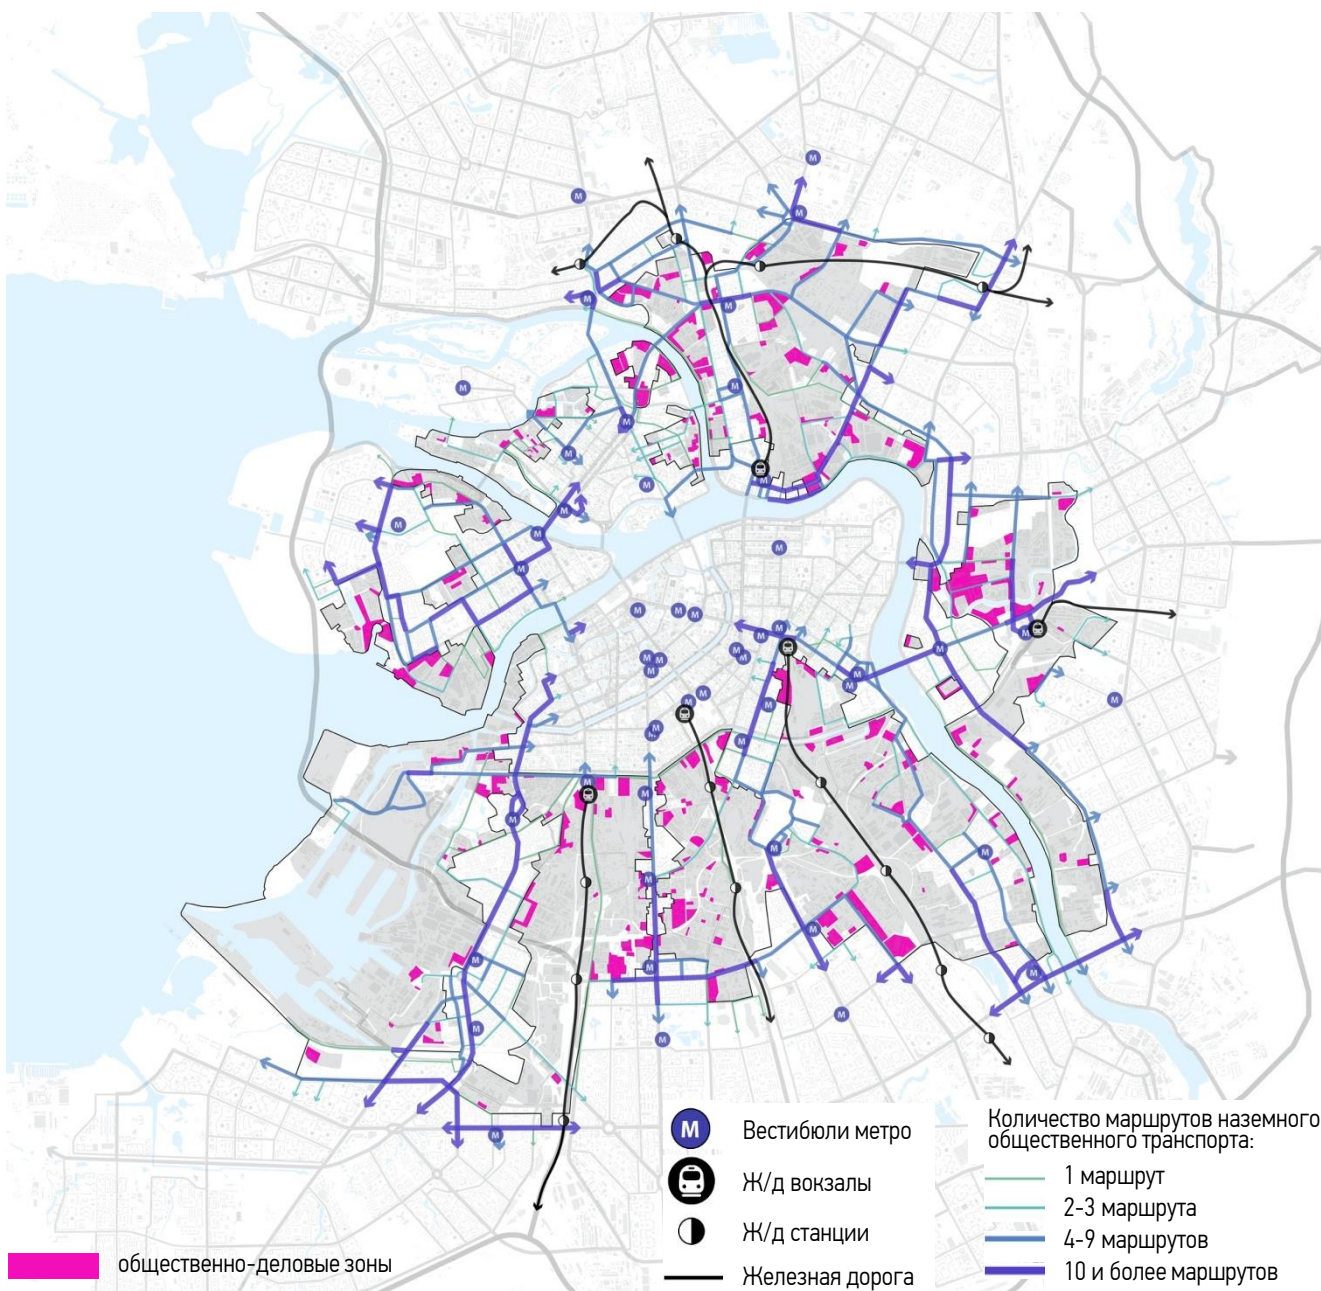 М
Вестибюли метро
Ж/д вокзалы
Ж/д станции
Железная дорога
общественно-деловые зоны
Количество маршрутов наземного
общественного транспорта:
1 маршрут
2-3 маршрута
4-9 маршрутов
10 и более маршрутов